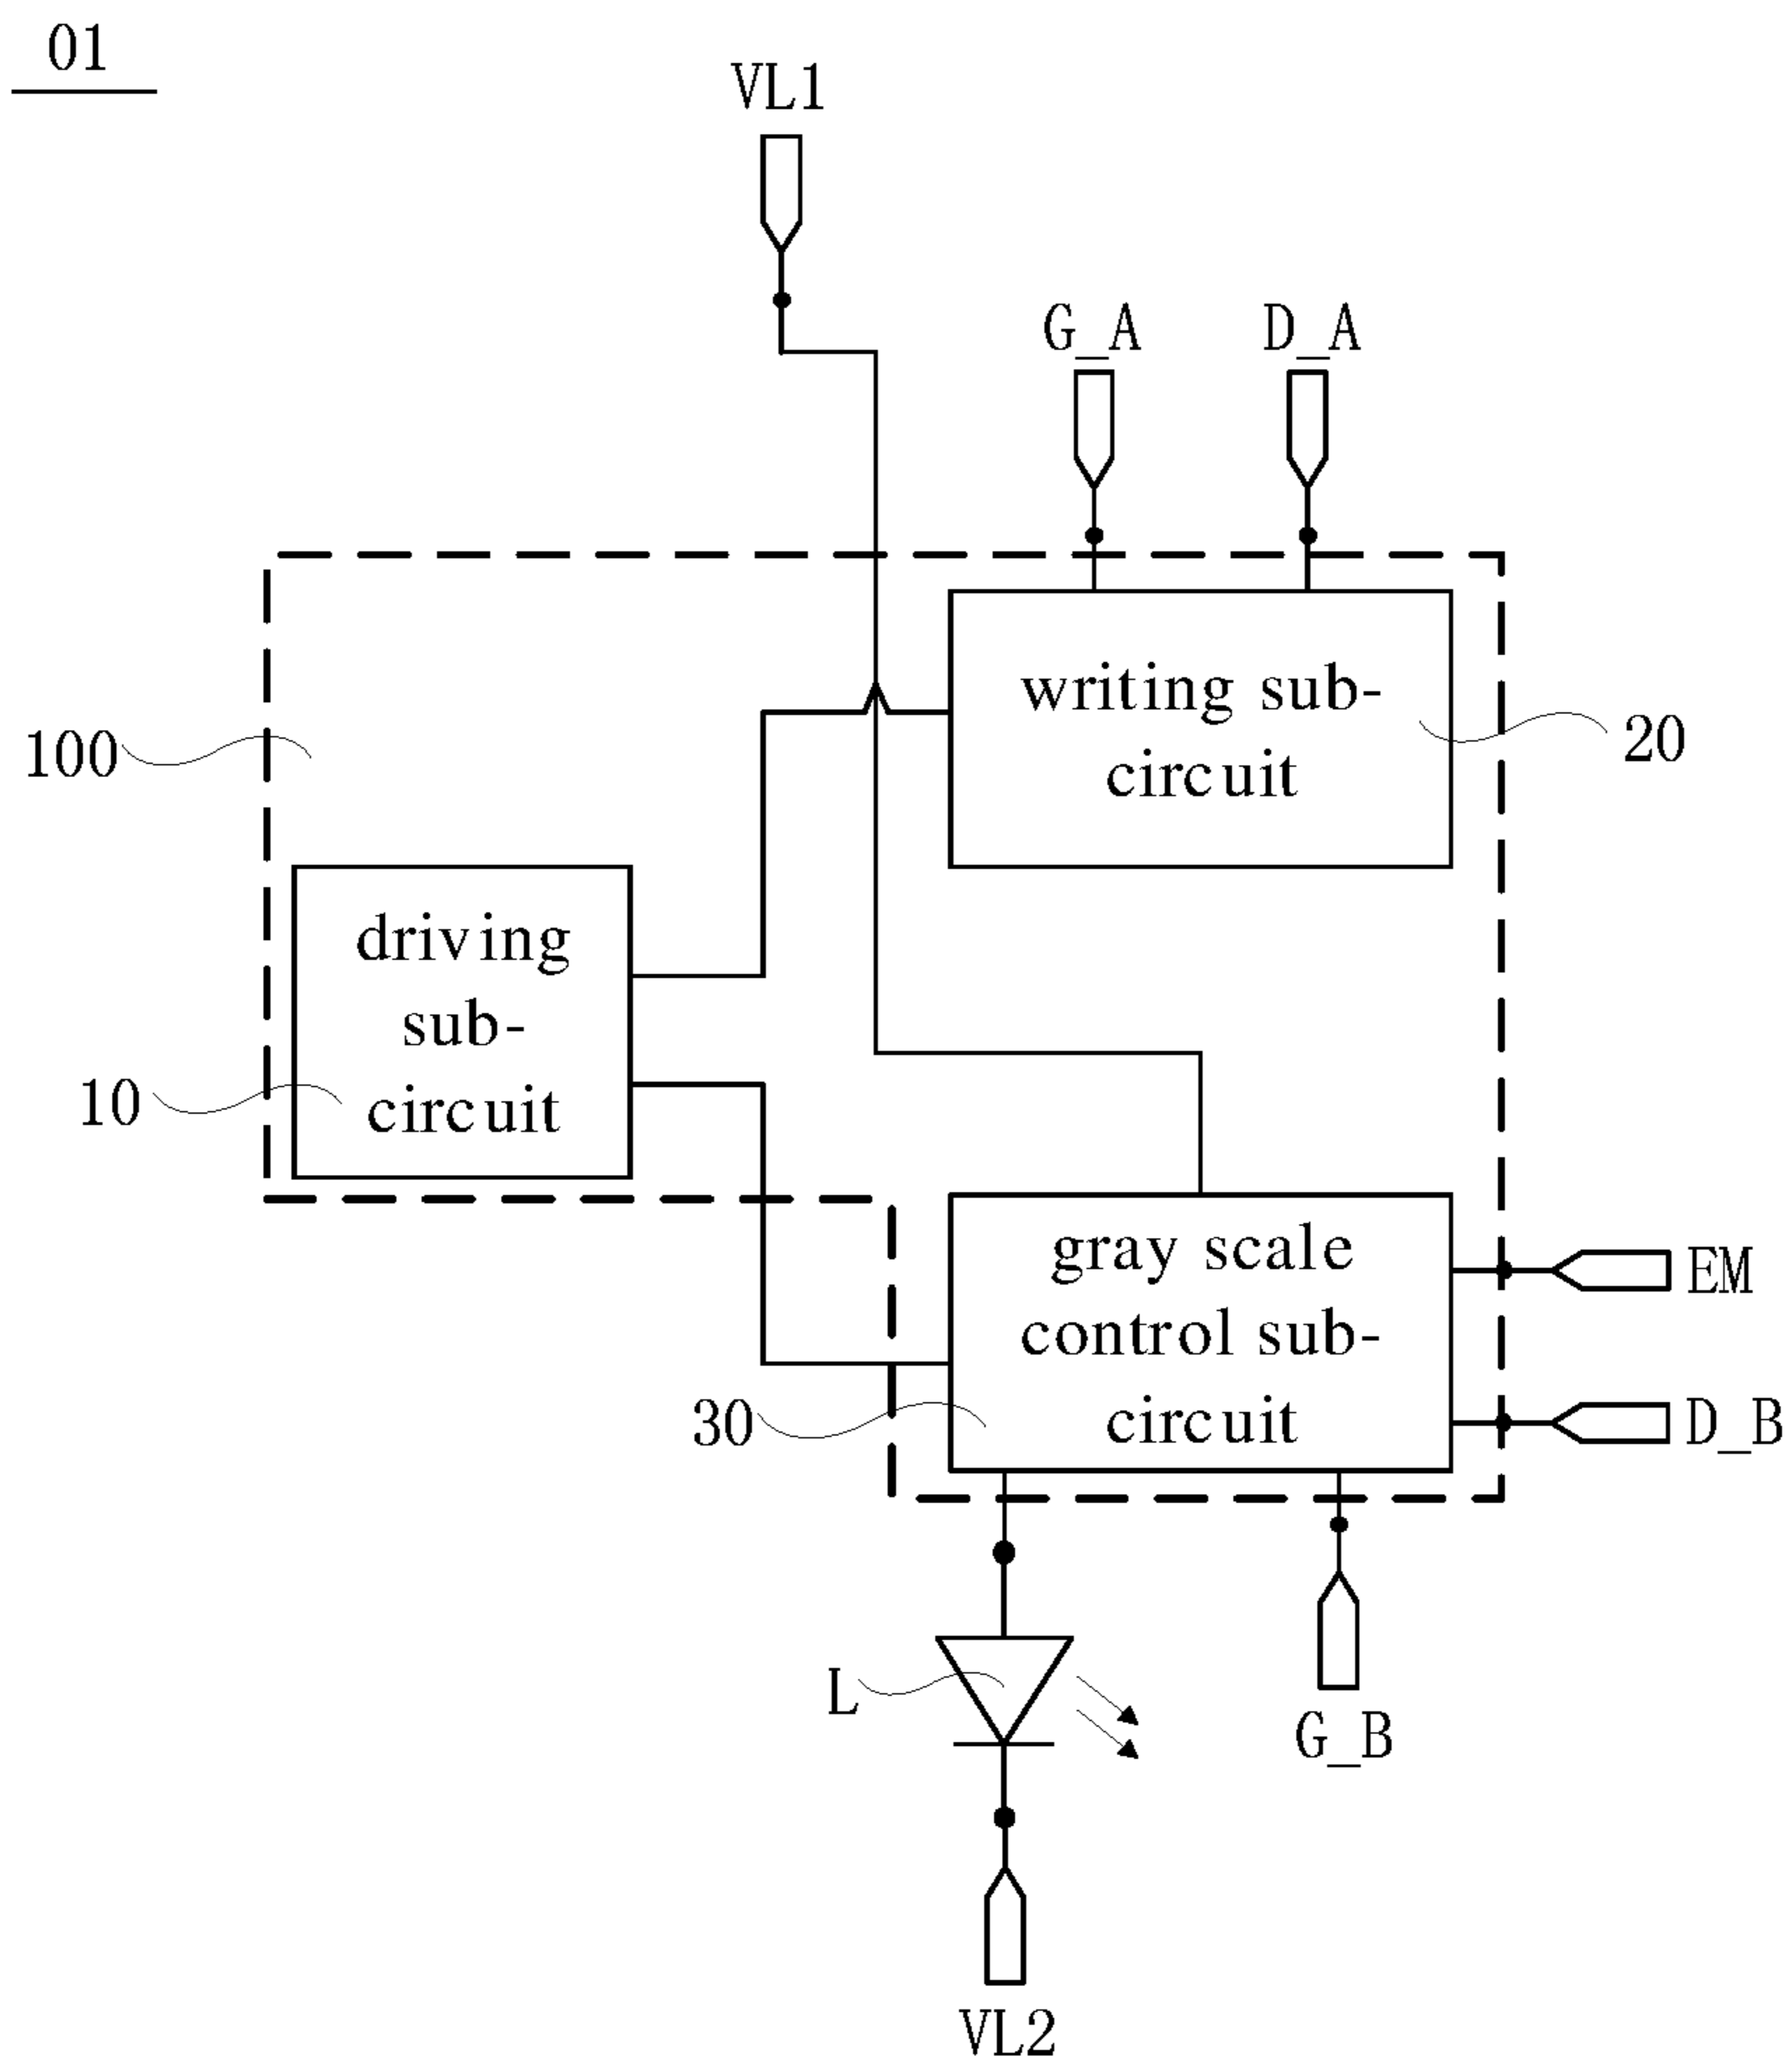 01
VL1
G_A
D_A
writing sub-
circuit
20
100
driving
sub-
circuit
10
gray scale
control sub-
circuit
EM
30
D_B
L
G_B
VL2